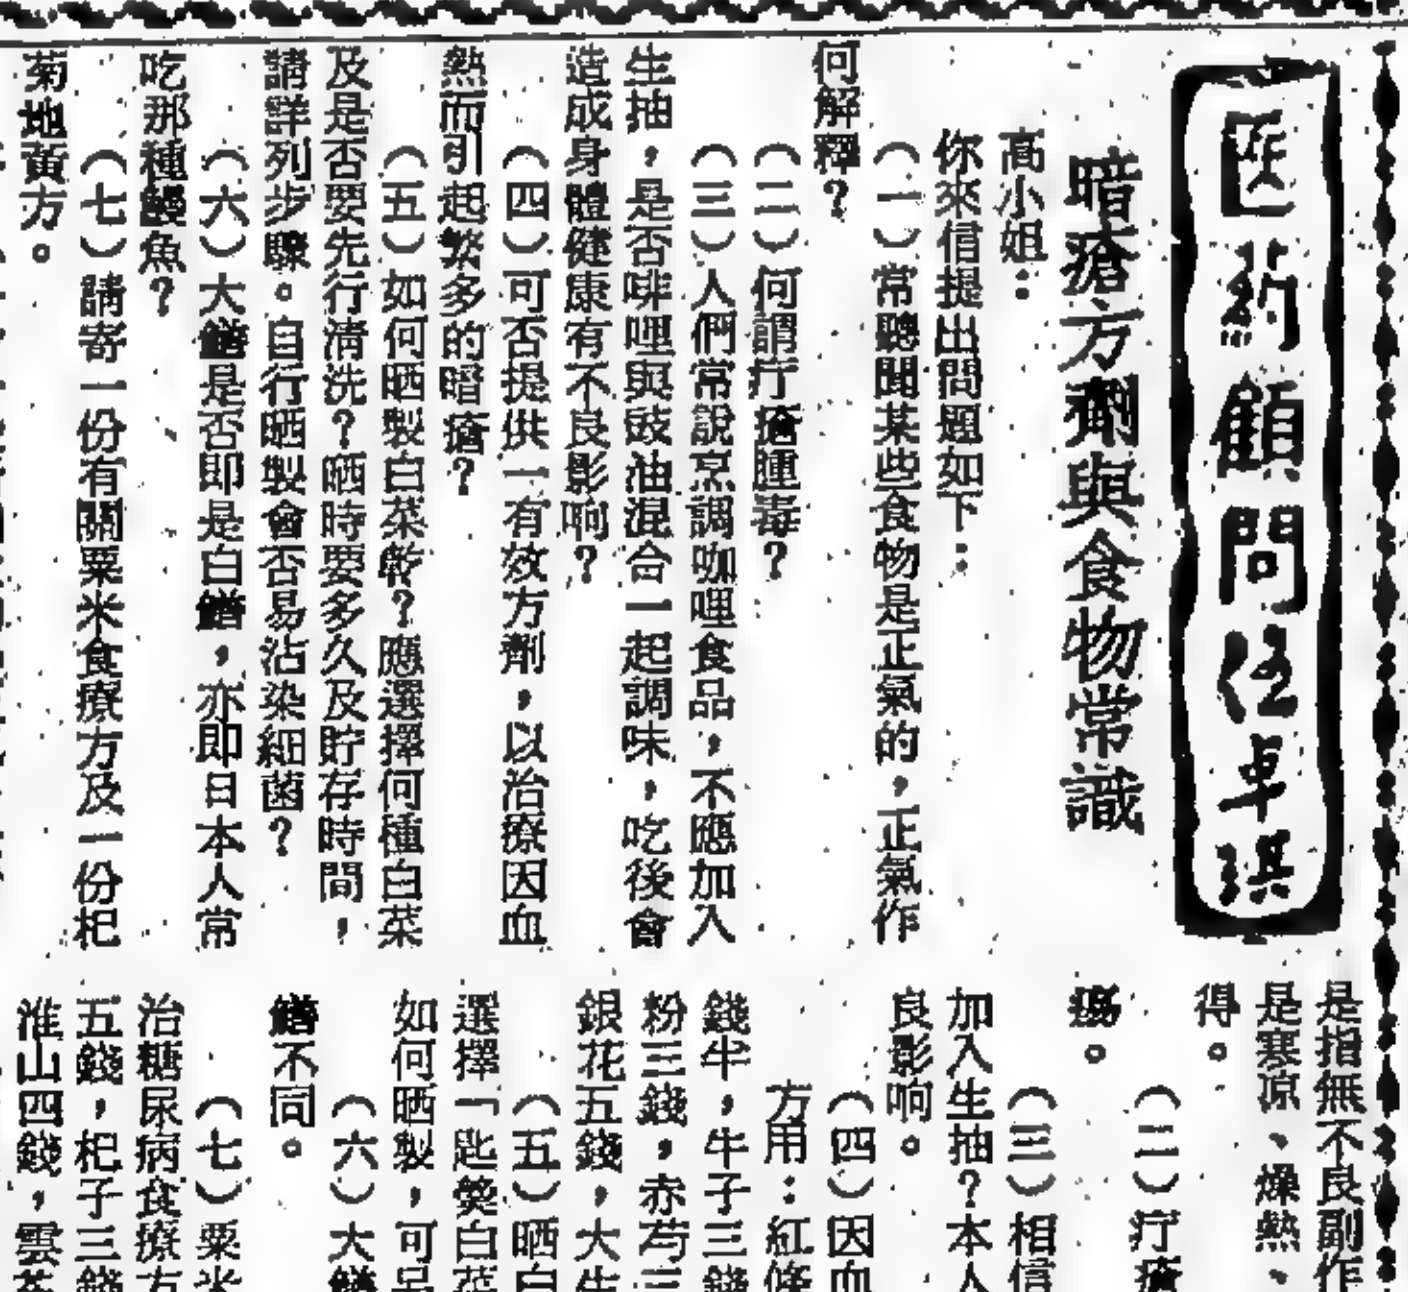 医葯顧問伍卓琪
暗瘡方劑與食物常識
高小姐：
你來信提出問題如下：
（一）常聽聞某些食物是正氣的，正氣作
何解釋？
（二）何謂疔瘡腫毒？
（三）人們常說烹調咖哩食品，不應加入
生抽，是否啡哩與豉油混合一起調味，吃後會
造成身體健康有不良影响？
（四）可否提供一有效方劑，以治療因血
熱而引起繁多的暗瘡？
（五）如何晒製白菜乾？應選擇何種白菜
及是否要先行清洗？晒時要多久及貯存時間，
請詳列步驟。自行晒製會否易沾染細菌？
（六）大鱔是否即是白鱔，亦即日本人常
吃那種鰻魚？
（七）請寄一份有關粟米食療方及一份杞
菊地黃方。
是指無不良副作
是寒凉、燥熱、
得。
（二）疔瘡
瘍。
（三）相信
加入生抽？本人
良影响。
（四）因血
方用：紅條
錢半，牛子三錢
粉三錢，赤芍三
銀花五錢，大生
（五）晒白
選擇「匙羹白菜
如何晒製，可
（六）大鱔
鱔不同。
（七）粟米
治糖尿病食療方
五錢，杞子三錢
淮山四錢，雲苓